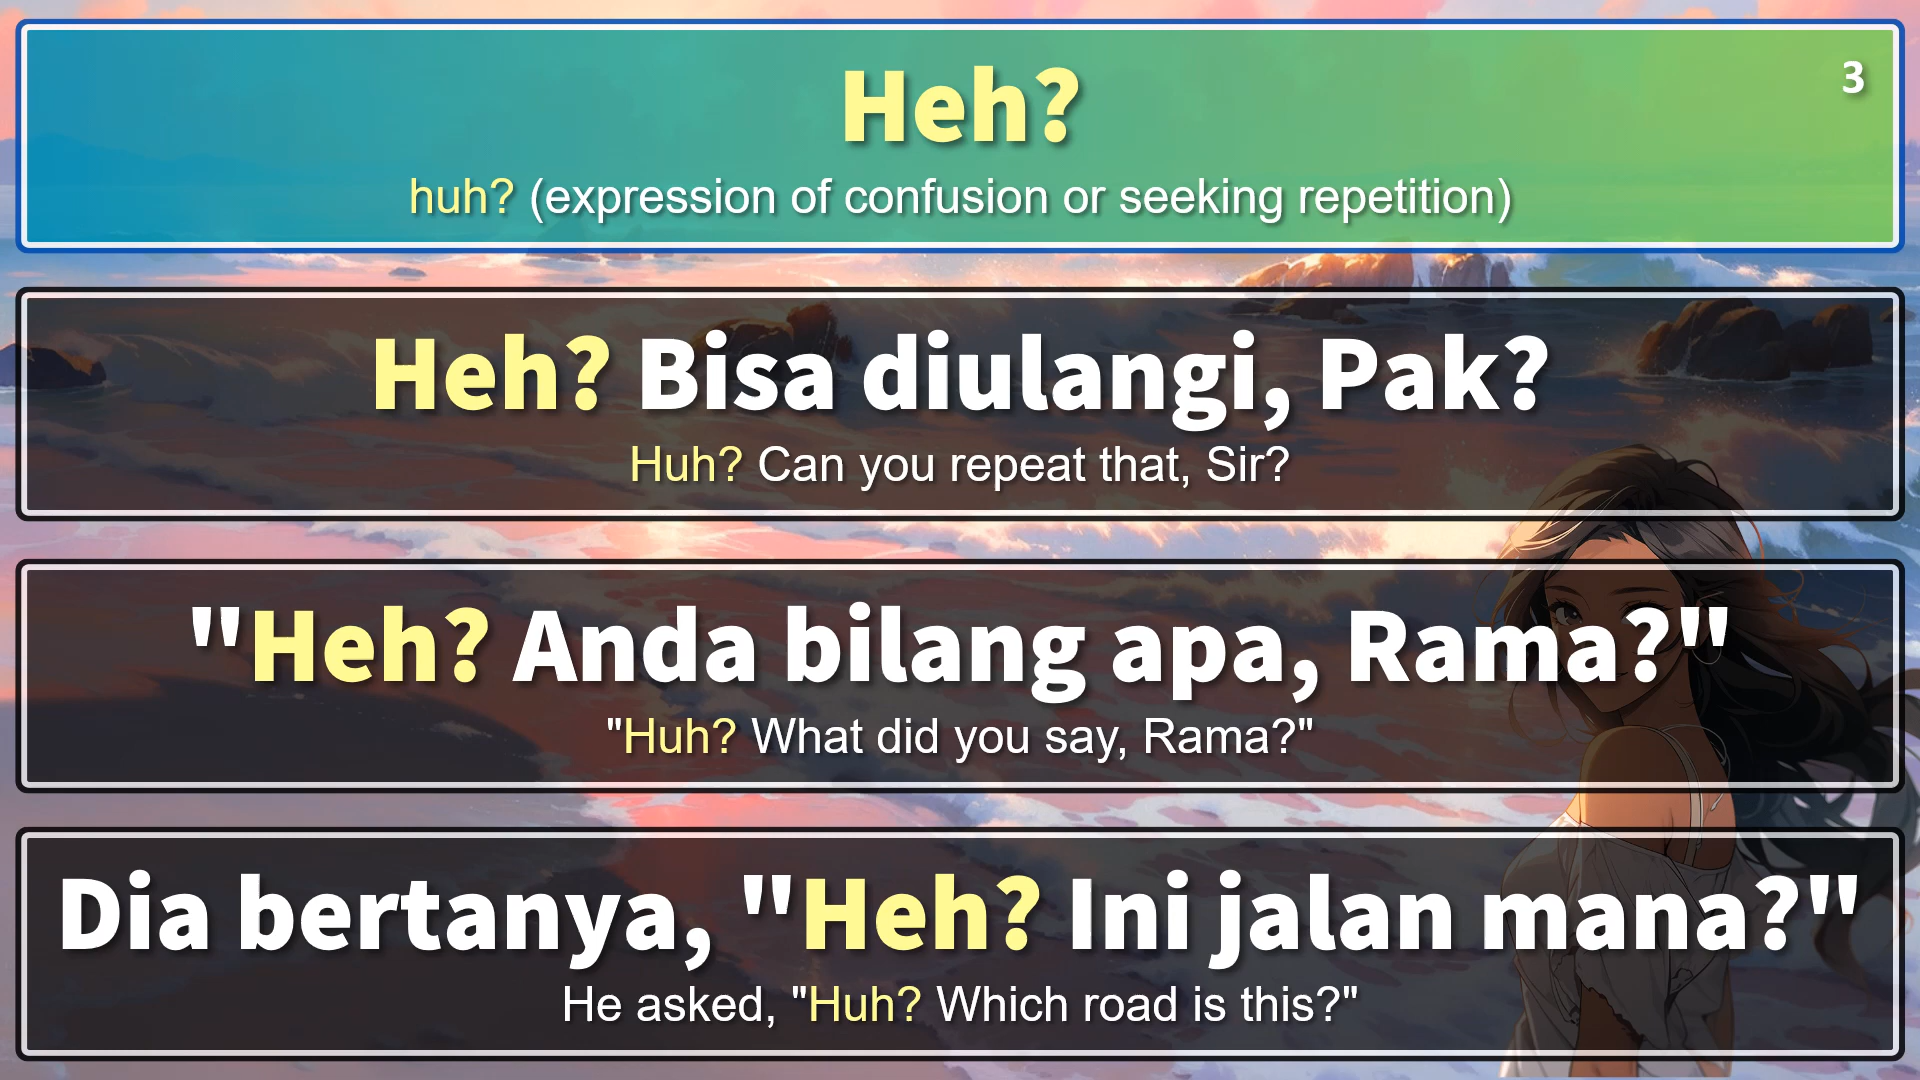 Heh?
3
huh? (expression of confusion or seeking repetition)
Heh? Bisa diulangi, Pak?
Huh? Can you repeat that, Sir?
"Heh? Anda bilang apa, Rama?"
"Huh? What did you say, Rama?"
Dia bertanya, "Heh? Ini jalan mana?"
He asked, "Huh? Which road is this?"